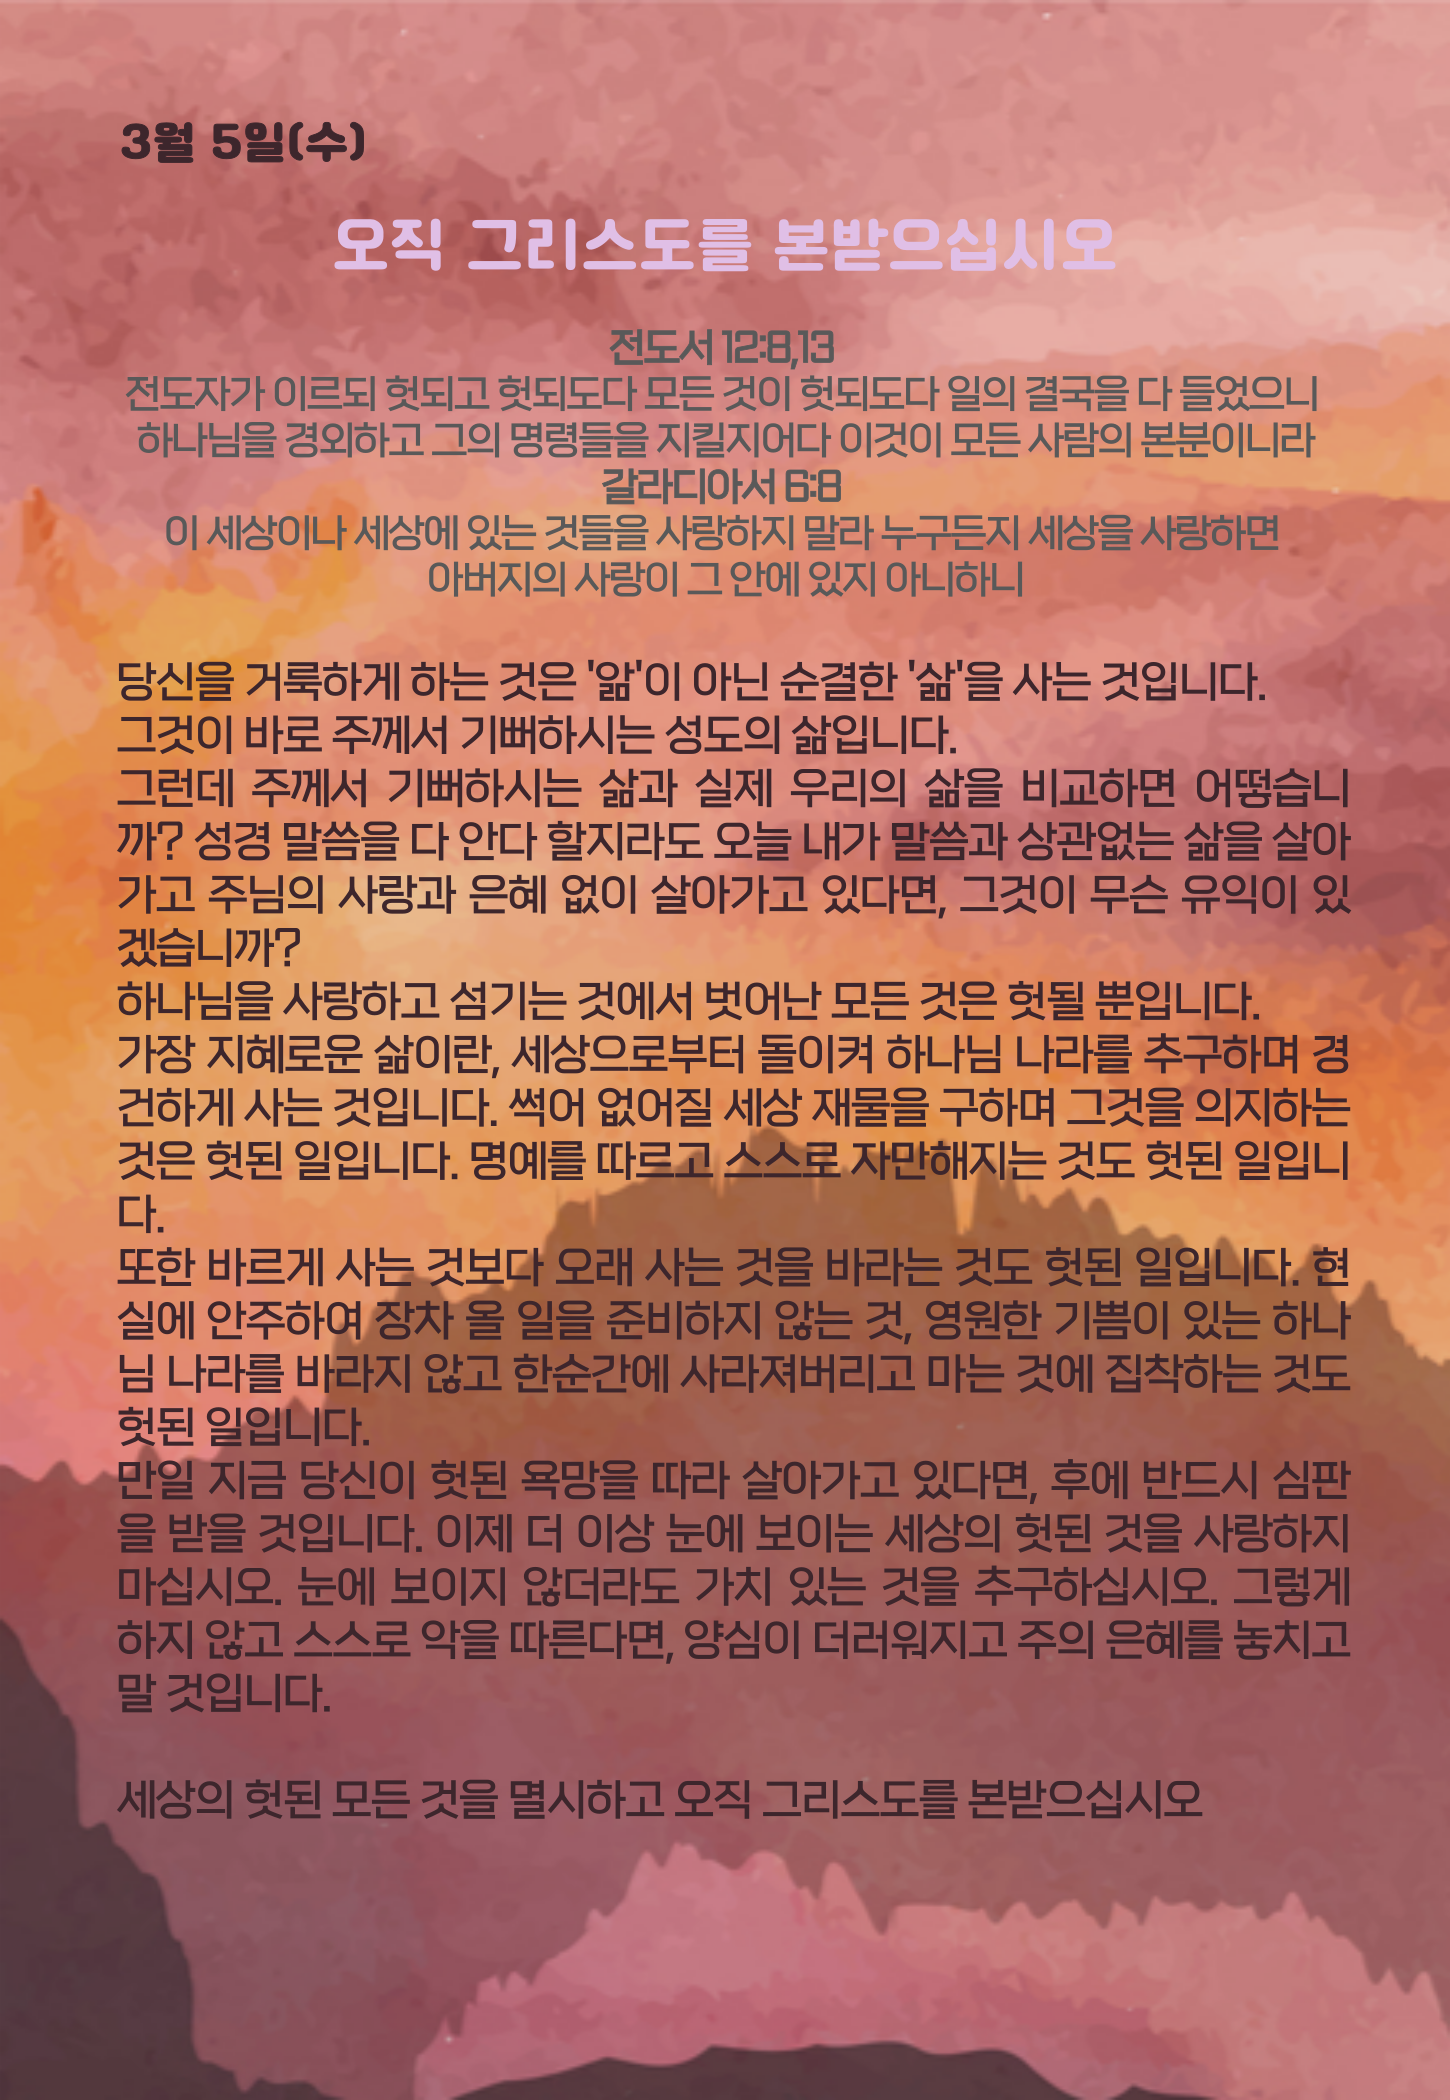 3월 5일(수)
오직 그리스도를 본받으십시오
전도서 12:8,13
전도자가 이르되 헛되고 헛되도다 모든 것이 헛되도다 일의 결국을 다 들었으니
하나님을 경외하고 그의 명령들을 지킬지어다 이것이 모든 사람의 본분이니라
갈라디아서 6:8
이 세상이나 세상에 있는 것들을 사랑하지 말라 누구든지 세상을 사랑하면
아버지의 사랑이 그 안에 있지 아니하니
당신을 거룩하게 하는 것은 '앎'이 아닌 순결한 '삶'을 사는 것입니다.
그것이 바로 주께서 기뻐하시는 성도의 삶입니다.
그런데 주께서 기뻐하시는 삶과 실제 우리의 삶을 비교하면 어떻습니
까? 성경 말씀을 다 안다 할지라도 오늘 내가 말씀과 상관없는 삶을 살아
가고 주님의 사랑과 은혜 없이 살아가고 있다면, 그것이 무슨 유익이 있
겠습니까?
하나님을 사랑하고 섬기는 것에서 벗어난 모든 것은 헛될 뿐입니다.
가장 지혜로운 삶이란, 세상으로부터 돌이켜 하나님 나라를 추구하며 경
건하게 사는 것입니다. 썩어 없어질 세상 재물을 구하며 그것을 의지하는
것은 헛된 일입니다. 명예를 따르고 스스로 자만해지는 것도 헛된 일입니
다.
또한 바르게 사는 것보다 오래 사는 것을 바라는 것도 헛된 일입니다. 현
실에 안주하여 장차 올 일을 준비하지 않는 것, 영원한 기쁨이 있는 하나
님 나라를 바라지 않고 한순간에 사라져버리고 마는 것에 집착하는 것도
헛된 일입니다.
만일 지금 당신이 헛된 욕망을 따라 살아가고 있다면, 후에 반드시 심판
을 받을 것입니다. 이제 더 이상 눈에 보이는 세상의 헛된 것을 사랑하지
마십시오. 눈에 보이지 않더라도 가치 있는 것을 추구하십시오. 그렇게
하지 않고 스스로 악을 따른다면, 양심이 더러워지고 주의 은혜를 놓치고
말 것입니다.
세상의 헛된 모든 것을 멸시하고 오직 그리스도를 본받으십시오